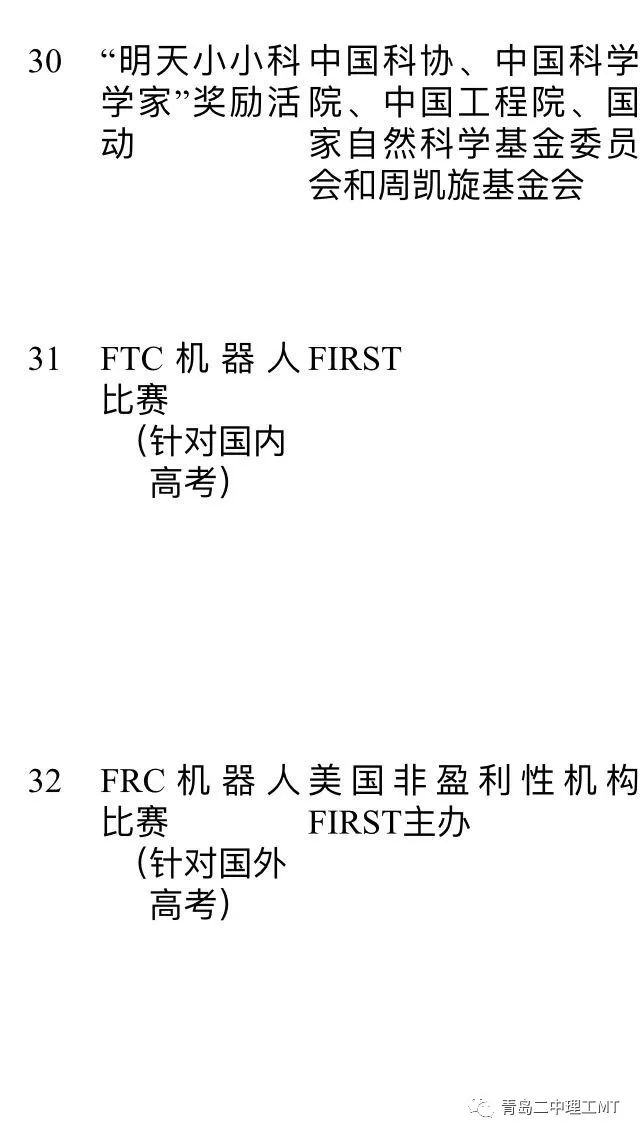 30 “明天小小科 中国科协、中国科学
学家”奖励活 院、中国工程院、国
动 家自然科学基金委员
会和周凯旋基金会
31 FTC 机器人 FIRST
比赛
（针对国内
高考）
32 FRC 机器人 美国非盈利性机构
比赛 FIRST主办
（针对国外
高考）
青岛二中理工MT